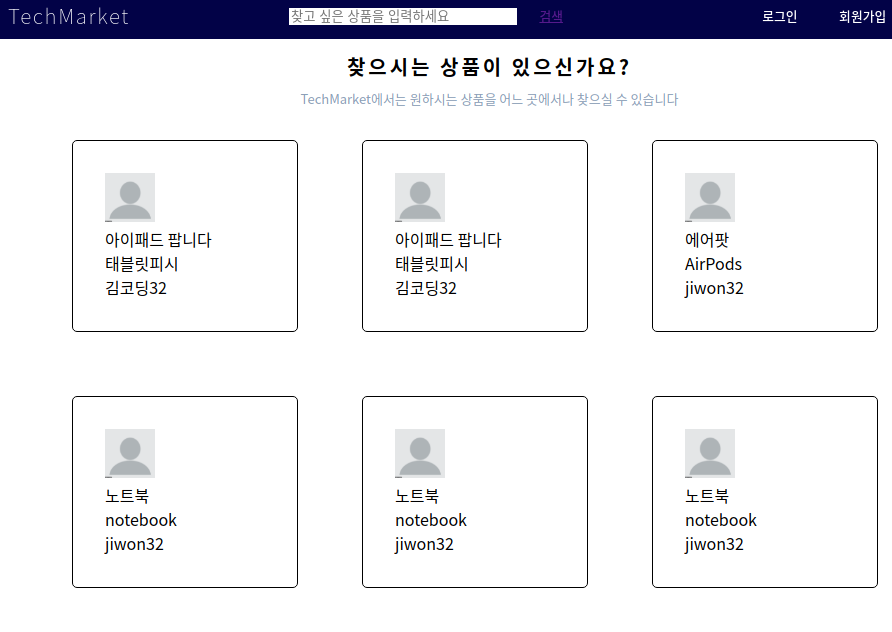 TechMarket 찾고 싶은 상품을 입력하세요 검색 로그인 회원가입
찾으시는 상품이 있으신가요?
TechMarket에서는 원하시는 상품을 어느 곳에서나 찾으실 수 있습니다
아이패드 팝니다
태블릿피시
김코딩32
아이패드 팝니다
태블릿피시
김코딩32
에어팟
AirPods
jiwon32
노트북
notebook
jiwon32
노트북
notebook
jiwon32
노트북
notebook
jiwon32